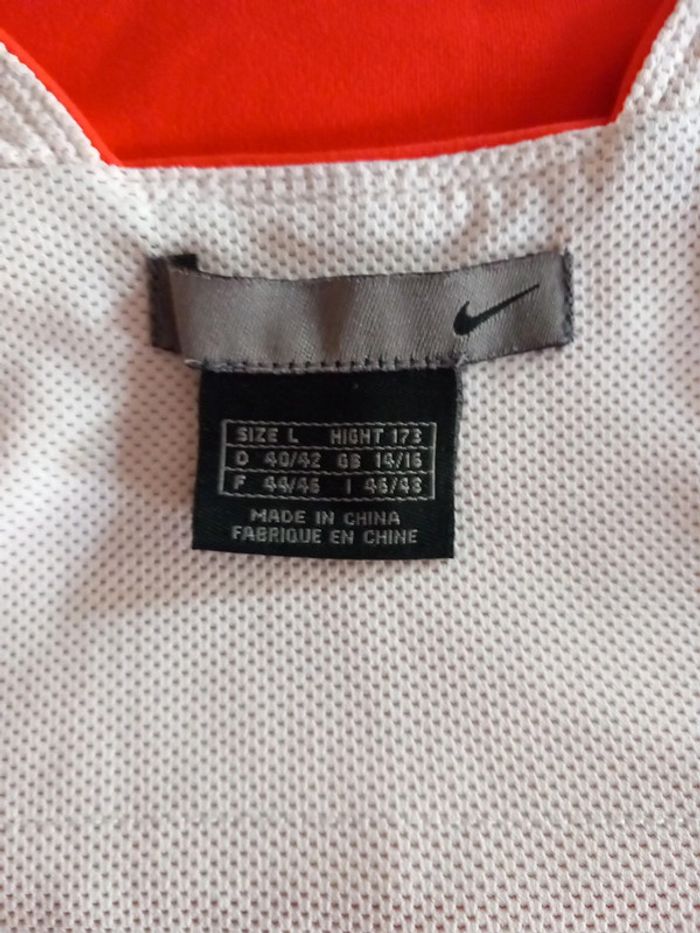 SIZE L HIGHT 173
D 40/42 GB 14/16
F 44/46 I 46/48
MADE IN CHINA
FABRIQUE EN CHINE